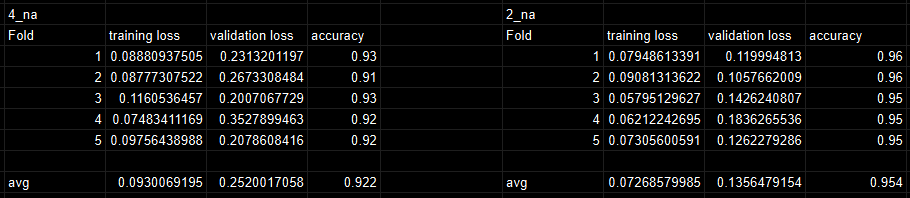 4_na 2_na
Fold training loss validation loss accuracy Fold training loss validation loss accuracy
1 0.08880937505 0.2313201197 0.93 1 0.07948613391 0.119994813 0.96
2 0.08777307522 0.2673308484 0.91 2 0.09081313622 0.1057662009 0.96
3 0.1160536457 0.2007067729 0.93 3 0.05795129627 0.1426240807 0.95
4 0.07483411169 0.3527899463 0.92 4 0.06212242695 0.1836265536 0.95
5 0.09756438988 0.2078608416 0.92 5 0.07305600591 0.1262279286 0.95
avg 0.0930069195 0.2520017058 0.922 avg 0.07268579985 0.1356479154 0.954